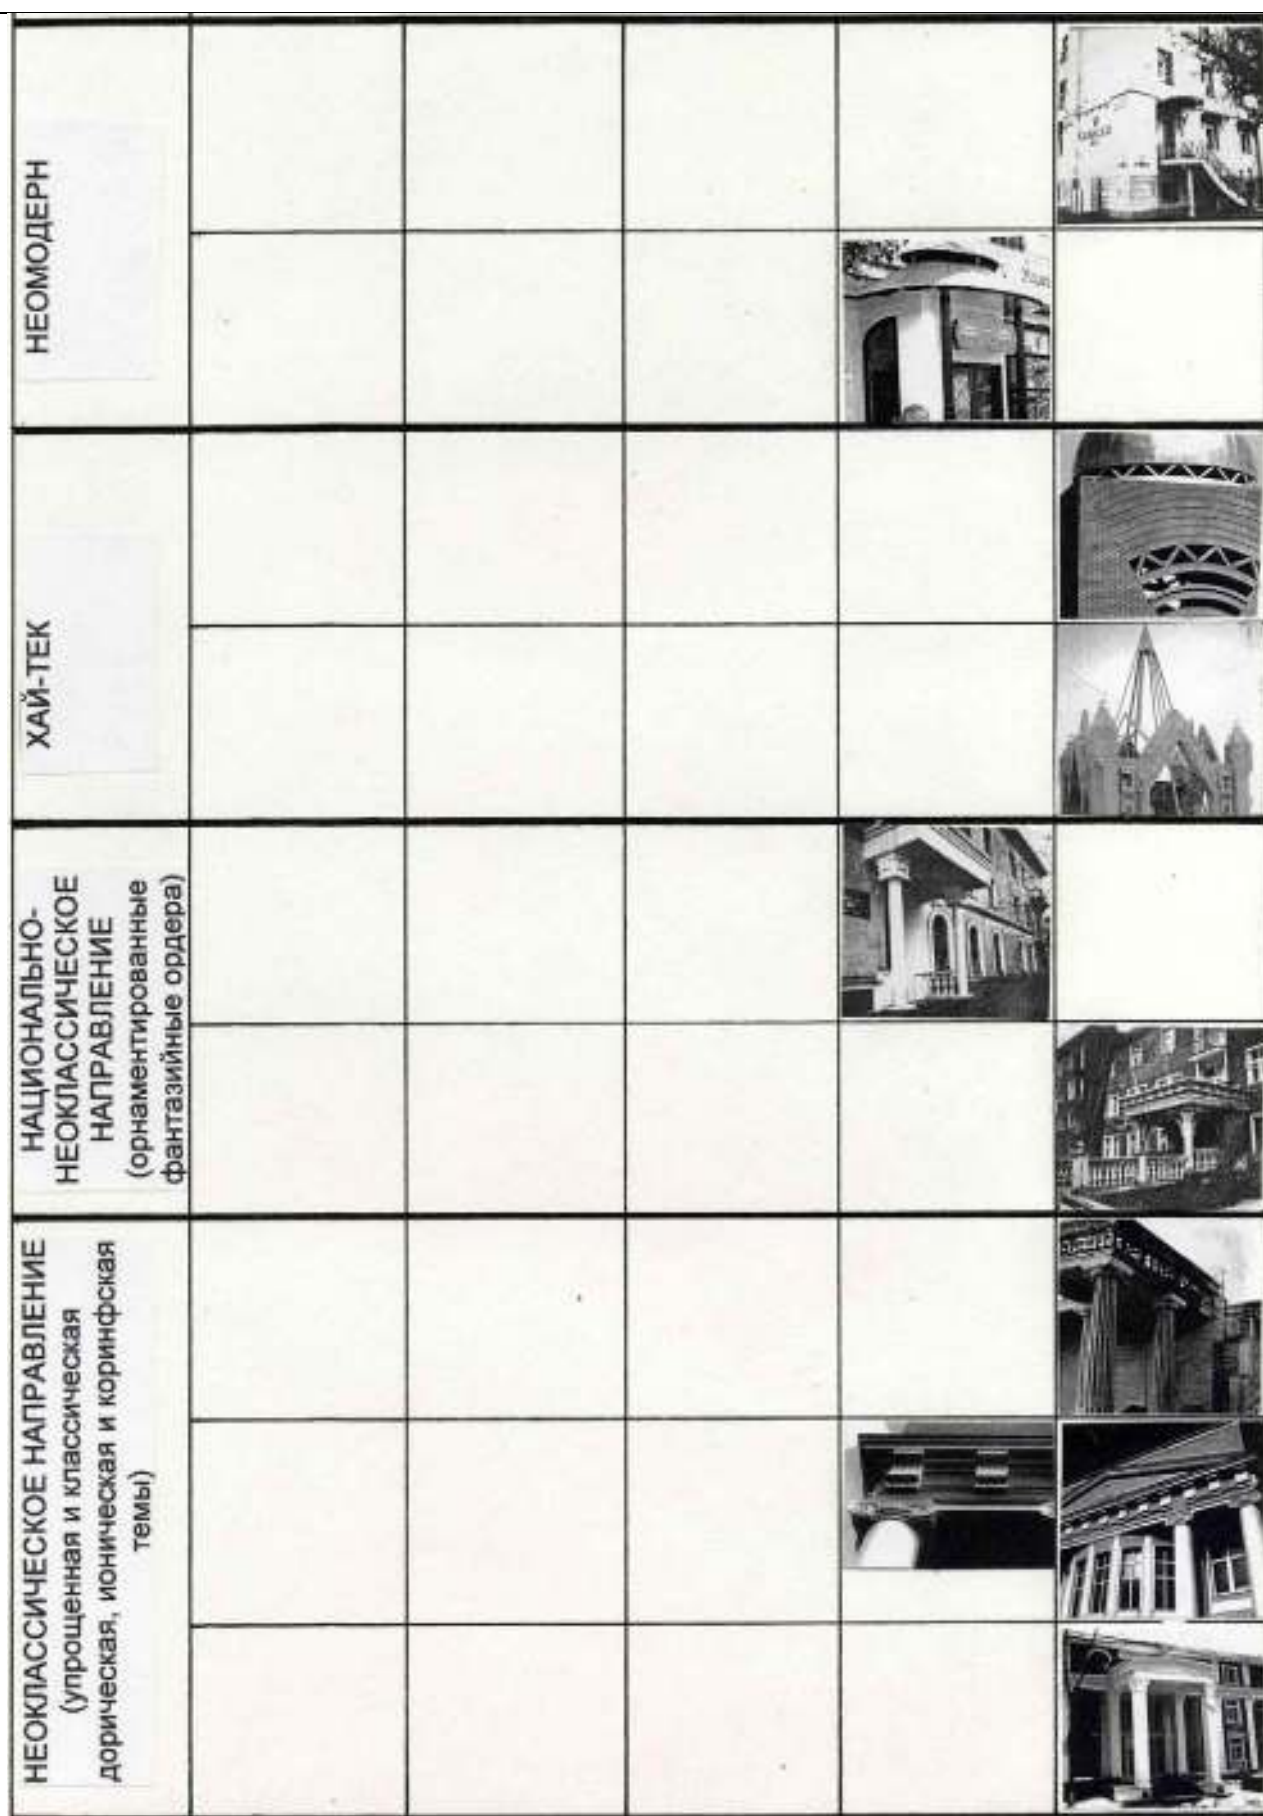 НЕОМОДЕРН
ХАЙ-ТЕК
НАЦИОНАЛЬНО-
НЕОКЛАССИЧЕСКОЕ
НАПРАВЛЕНИЕ
(орнаментированные
фантазийные ордера)
НЕОКЛАССИЧЕСКОЕ НАПРАВЛЕНИЕ
(упрощенная и классическая
дорическая, ионическая и коринфская
темы)